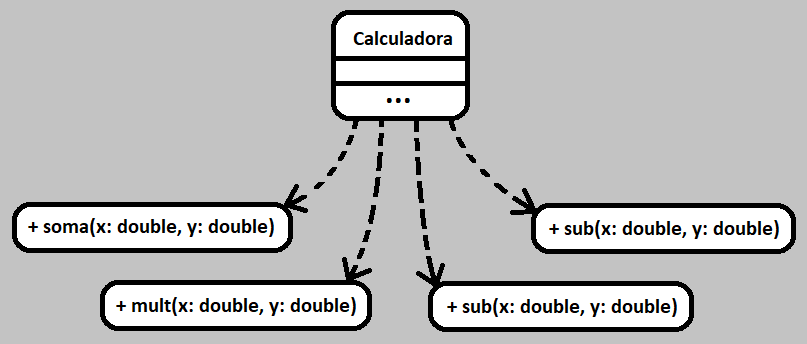 Calculadora
...
+ soma(x: double, y: double)
+ sub(x: double, y: double)
+ mult(x: double, y: double)
+ sub(x: double, y: double)